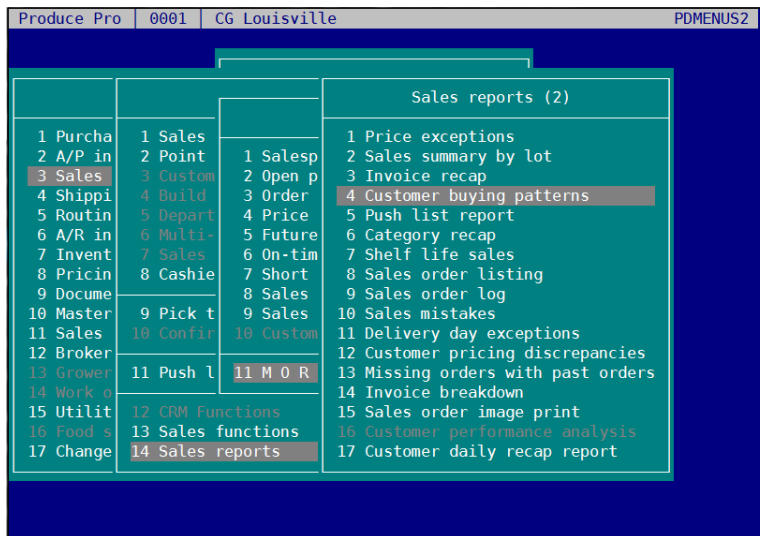 Produce Pro | 0001 | CG Louisville PDMENUS2
1 Purcha
2 A/P in
3 Sales
4 Shippi
5 Routin
6 A/R in
7 Invent
8 Pricin
9 Docume
10 Master
11 Sales
12 Broker
13 Grower
14 Work o
15 Utilit
16 Food s
17 Change
1 Sales
2 Point
3 Custom
4 Build
5 Depart
6 Multi-
7 Sales
8 Cashie
9 Pick t
10 Confir
11 Push l
12 CRM Functions
13 Sales functions
14 Sales reports
1 Salesp
2 Open p
3 Order
4 Price
5 Future
6 On-tim
7 Short
8 Sales
9 Sales
10 Custom
11 M O R
Sales reports (2)
1 Price exceptions
2 Sales summary by lot
3 Invoice recap
4 Customer buying patterns
5 Push list report
6 Category recap
7 Shelf life sales
8 Sales order listing
9 Sales order log
10 Sales mistakes
11 Delivery day exceptions
12 Customer pricing discrepancies
13 Missing orders with past orders
14 Invoice breakdown
15 Sales order image print
16 Customer performance analysis
17 Customer daily recap report